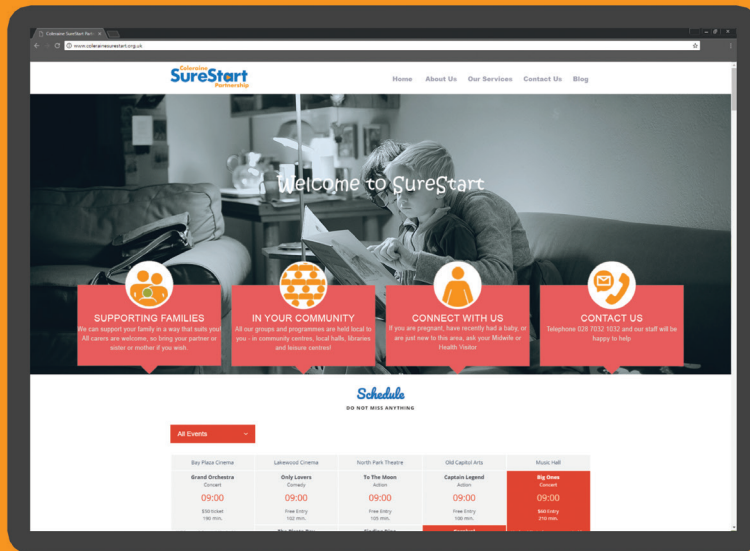 Coleraine SureStart Part
www.colerainesurestart.org.uk
Coleraine
SureStart
Partnership
Home About Us Our Services Contact Us Blog
Welcome to SureStart
SUPPORTING FAMILIES
We can support your family in a way that suits you!
All carers are welcome, so bring your partner or
sister or mother if you wish.
IN YOUR COMMUNITY
All our groups and programmes are held local to
you - in community centres, local halls, libraries
and leisure centres!
CONNECT WITH US
If you are pregnant, have recently had a baby, or
are just new to this area, ask your Midwife or
Health Visitor
CONTACT US
Telephone 028 7032 1032 and our staff will be
happy to help
Schedule
DO NOT MISS ANYTHING
All Events
Bay Plaza Cinema Lakewood Cinema North Park Theatre Old Capitol Arts Music Hall
Grand Orchestra Only Lovers To The Moon Captain Legend Big Ones
Concert Comedy Action Action Concert
09:00 09:00 09:00 09:00 09:00
$50 ticket Free Entry Free Entry Free Entry $60 Entry
190 min. 102 min. 105 min. 100 min. 210 min.